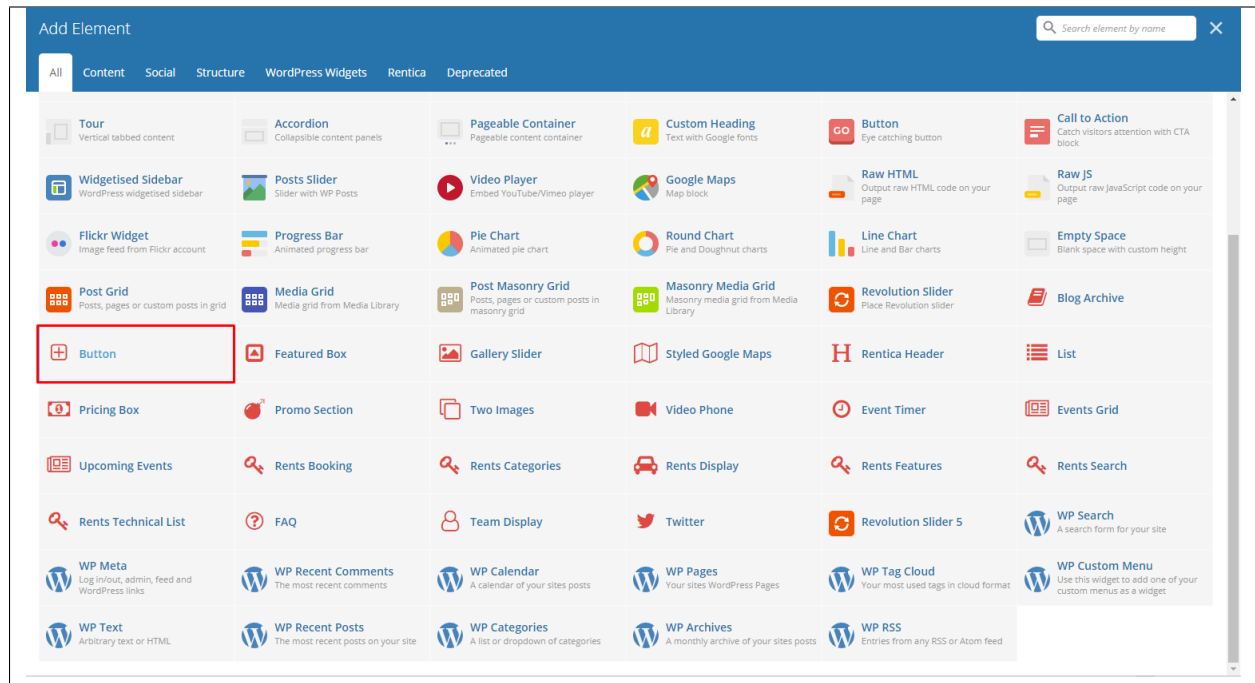 Add Element
Search element by name
All Content Social Structure WordPress Widgets Rentica Deprecated
Tour
Vertical tabbed content
Accordion
Collapsible content panels
Pageable Container
Pageable content container
a
Custom Heading
Text with Google fonts
GO
Button
Eye catching button
Call to Action
Catch visitors attention with CTA
block
Widgetised Sidebar
WordPress widgetised sidebar
Posts Slider
Slider with WP Posts
Video Player
Embed YouTube/Vimeo player
Google Maps
Map block
Raw HTML
Output raw HTML code on your
page
Raw JS
Output raw JavaScript code on your
page
Flickr Widget
Image feed from Flickr account
Progress Bar
Animated progress bar
Pie Chart
Animated pie chart
Round Chart
Pie and Doughnut charts
Line Chart
Line and Bar charts
Empty Space
Blank space with custom height
Post Grid
Posts, pages or custom posts in grid
Media Grid
Media grid from Media Library
Post Masonry Grid
Posts, pages or custom posts in
masonry grid
Masonry Media Grid
Masonry media grid from Media
Library
Revolution Slider
Place Revolution slider
Blog Archive
Button
Featured Box
Gallery Slider
Styled Google Maps
H
Rentica Header
List
Pricing Box
Promo Section
Two Images
Video Phone
Event Timer
Events Grid
Upcoming Events
Rents Booking
Rents Categories
Rents Display
Rents Features
Rents Search
Rents Technical List
FAQ
Team Display
Twitter
Revolution Slider 5
WP Search
A search form for your site
WP Meta
Log in/out, admin, feed and
WordPress links
WP Recent Comments
The most recent comments
WP Calendar
A calendar of your sites posts
WP Pages
Your sites WordPress Pages
WP Tag Cloud
Your most used tags in cloud format
WP Custom Menu
Use this widget to add one of your
custom menus as a widget
WP Text
Arbitrary text or HTML
WP Recent Posts
The most recent posts on your site
WP Categories
A list or dropdown of categories
WP Archives
A monthly archive of your sites posts
WP RSS
Entries from any RSS or Atom feed